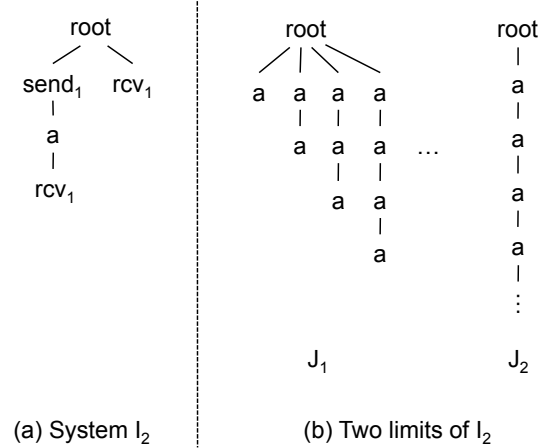 root root root
send₁ rcv₁ a a a a a
a a a a … a
rcv₁ a a a
a a
⋮
J₁ J₂
(a) System I₂ (b) Two limits of I₂